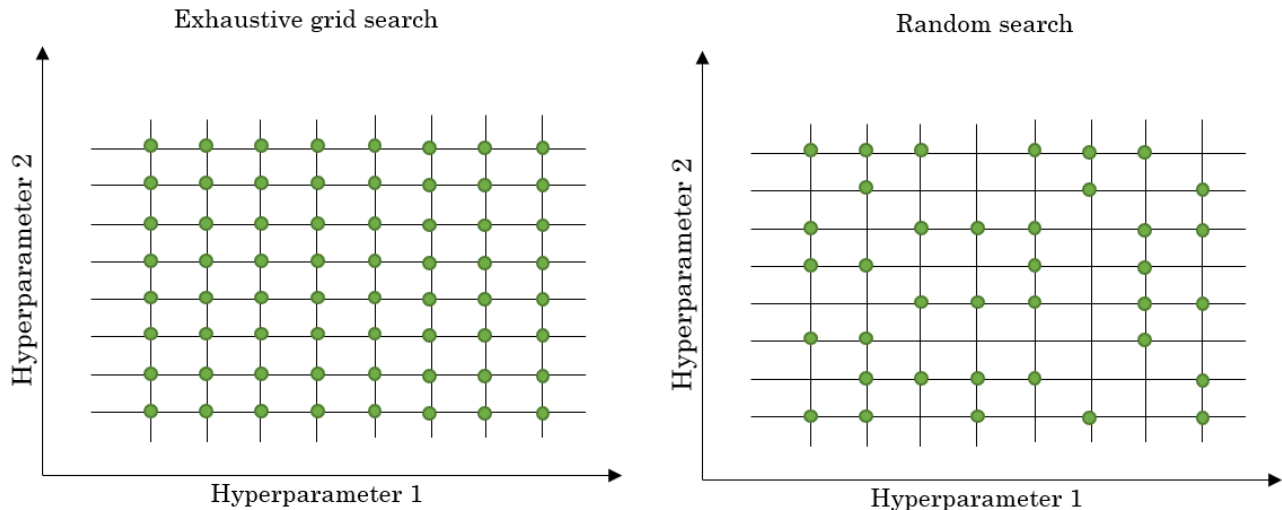 Exhaustive grid search
Hyperparameter 2
Hyperparameter 1
Random search
Hyperparameter 2
Hyperparameter 1